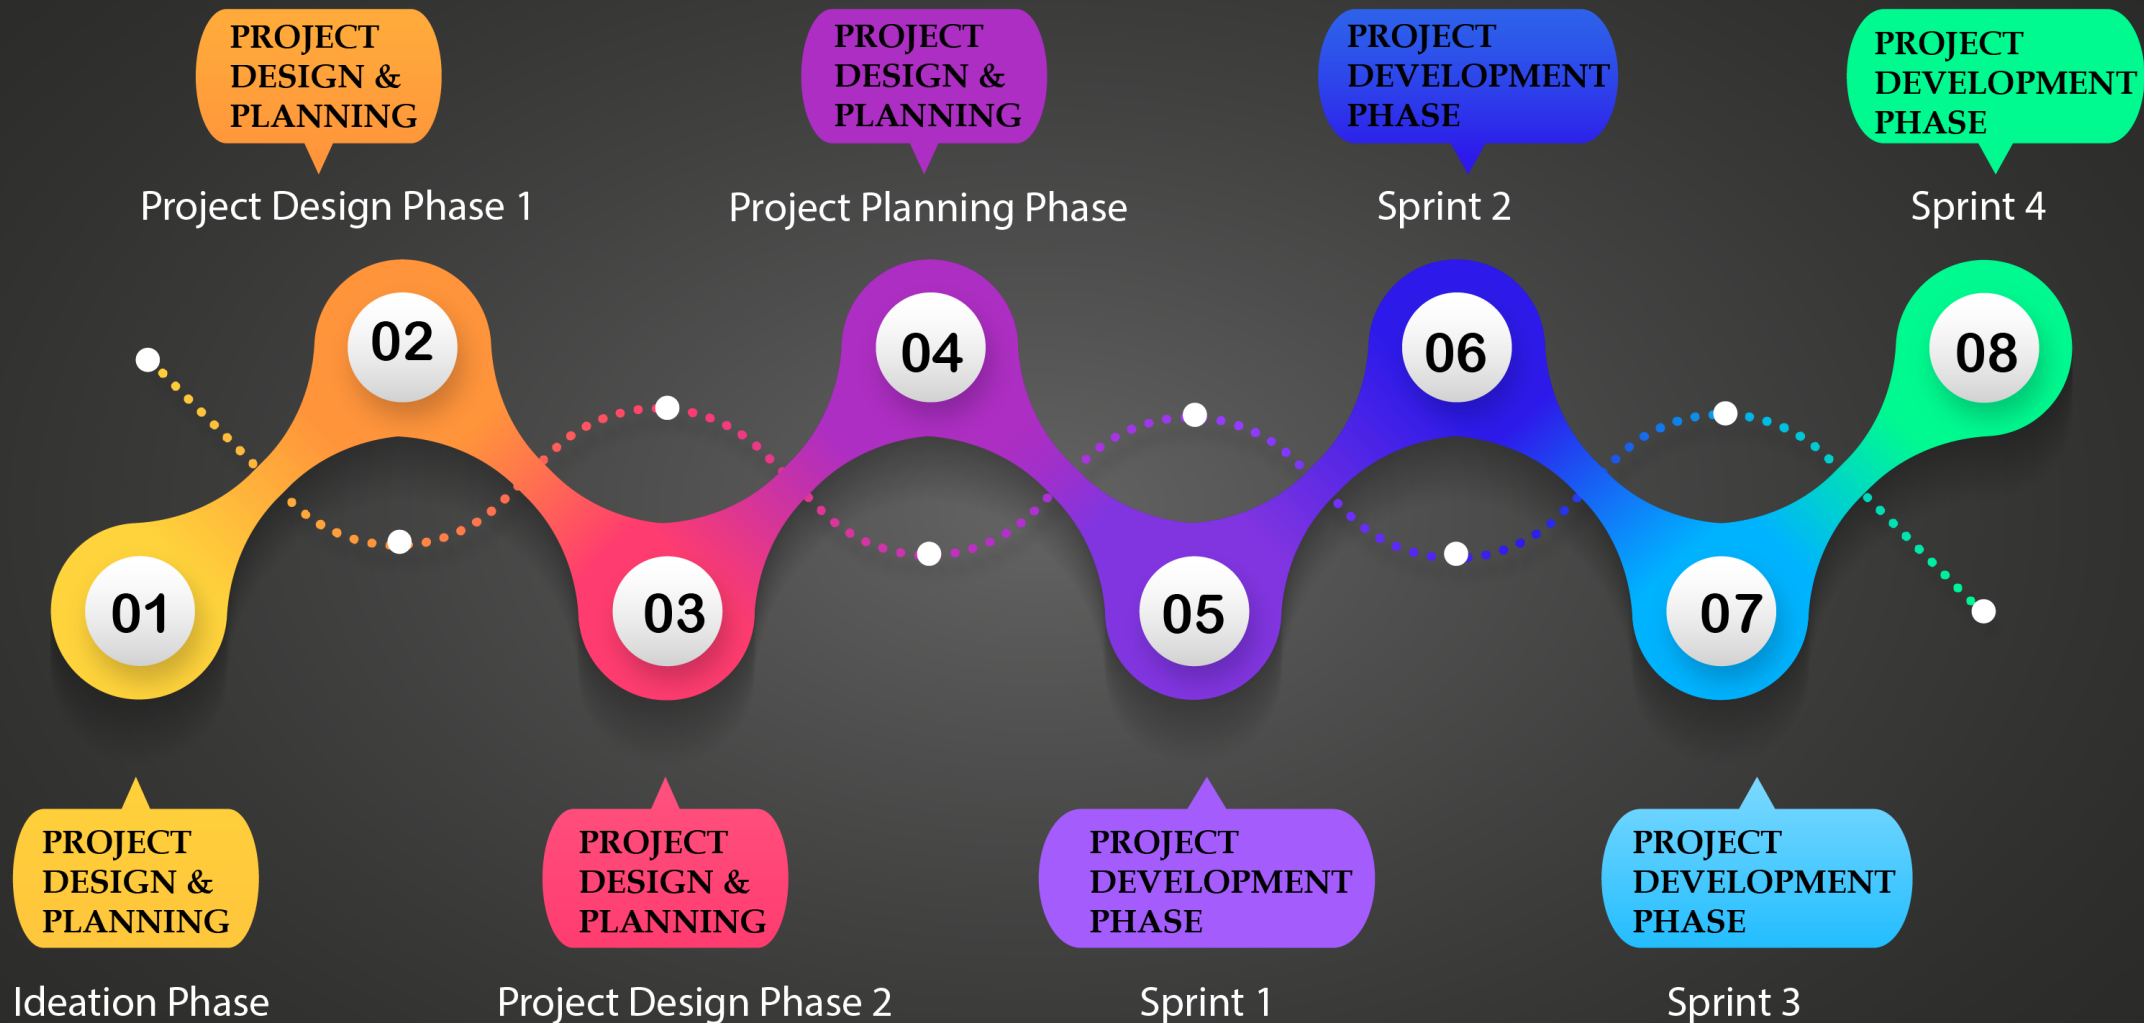 PROJECT
DESIGN &
PLANNING
Project Design Phase 1
PROJECT
DESIGN &
PLANNING
Project Planning Phase
PROJECT
DEVELOPMENT
PHASE
Sprint 2
PROJECT
DEVELOPMENT
PHASE
Sprint 4
02
04
06
08
01
03
05
07
PROJECT
DESIGN &
PLANNING
Ideation Phase
PROJECT
DESIGN &
PLANNING
Project Design Phase 2
PROJECT
DEVELOPMENT
PHASE
Sprint 1
PROJECT
DEVELOPMENT
PHASE
Sprint 3